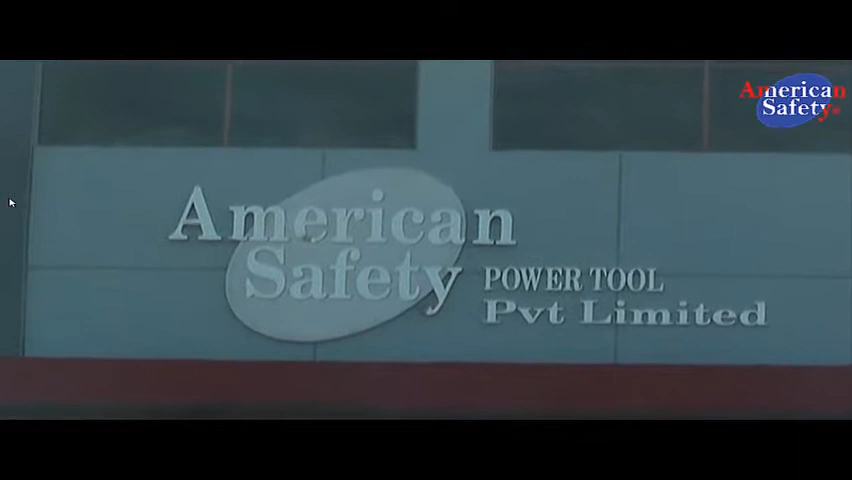 American
Safety®
American
Safety
POWER TOOL
Pvt Limited